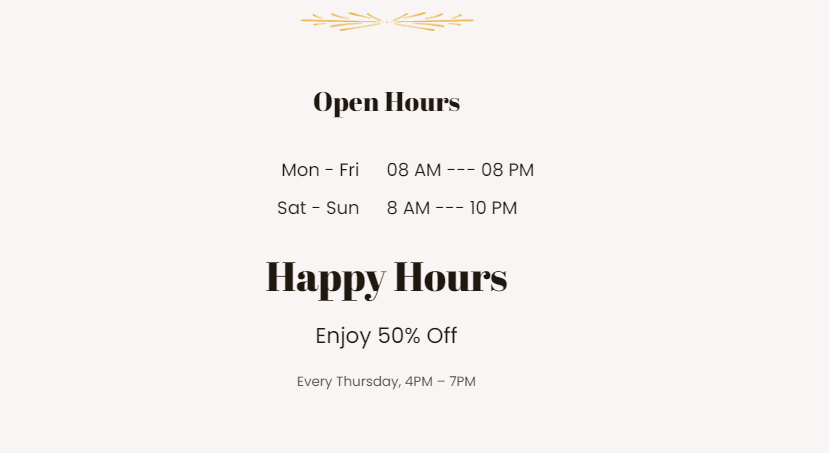 Open Hours
Mon - Fri 08 AM --- 08 PM
Sat - Sun 8 AM --- 10 PM
Happy Hours
Enjoy 50% Off
Every Thursday, 4PM – 7PM